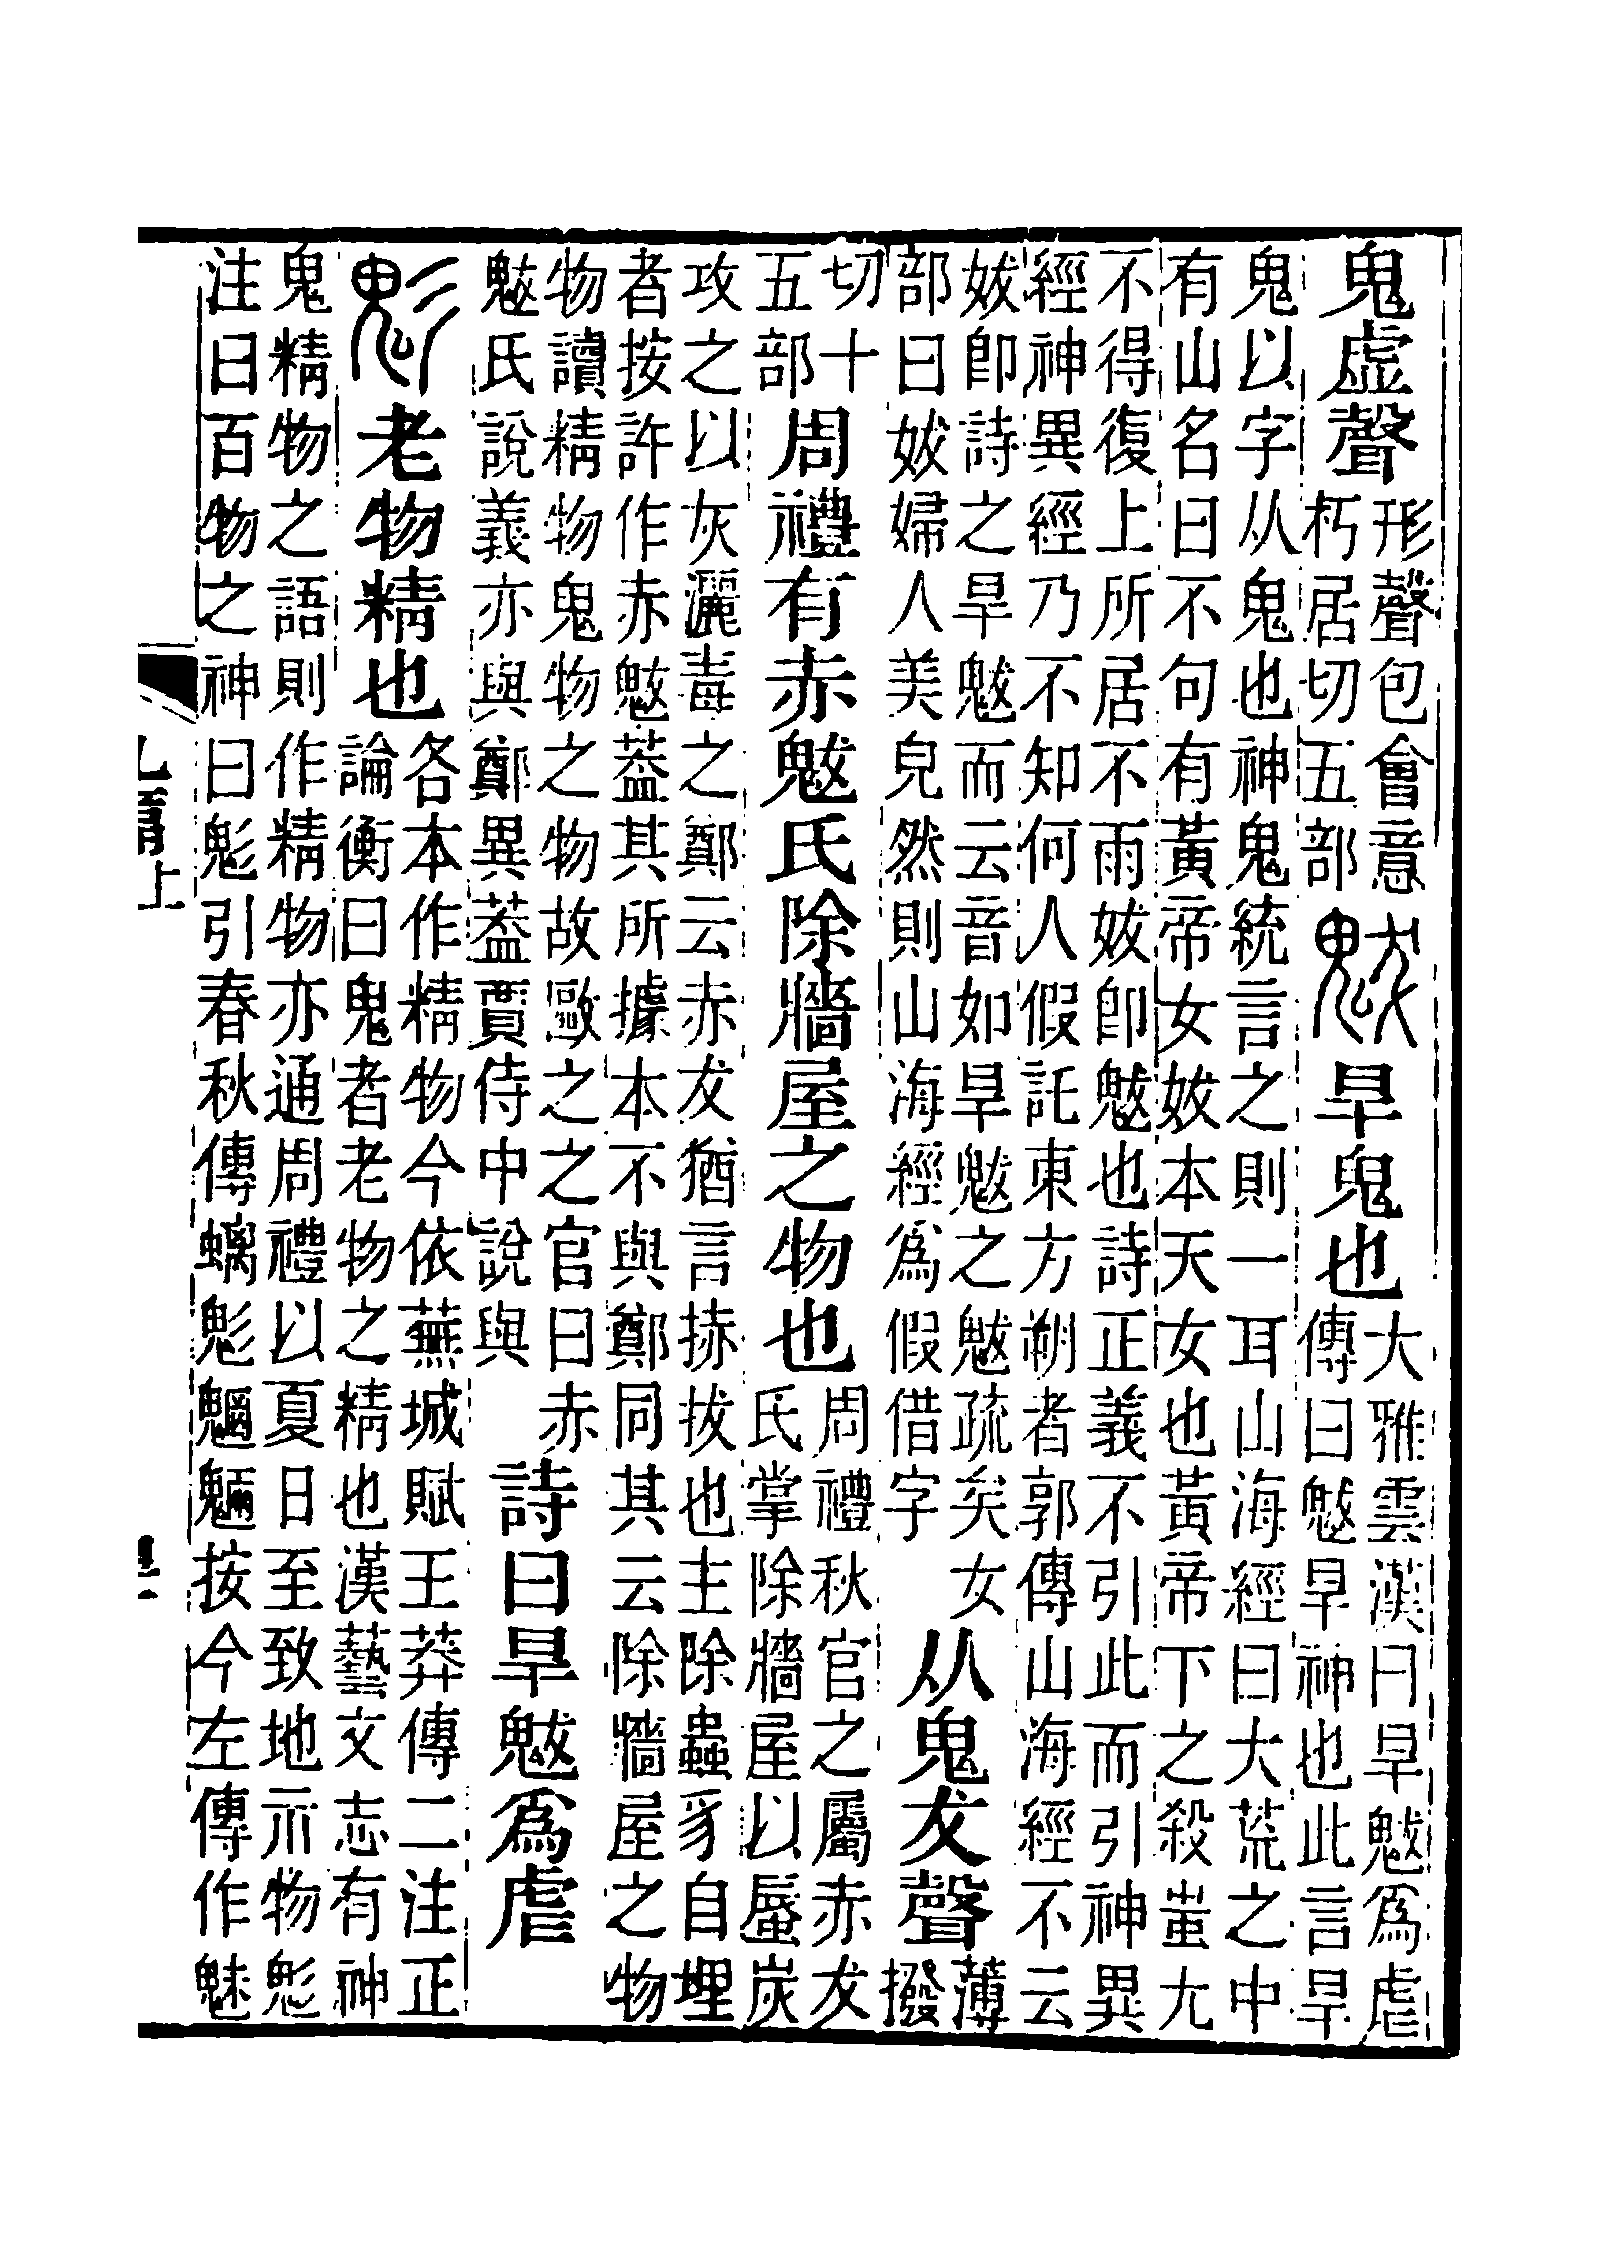 鬼虛聲形聲包會意朽居切五部魃旱鬼也大雅雲漢曰旱魃爲虐傳曰魃旱神也此言旱
鬼以字从鬼也神鬼統言之則一耳山海經曰大荒之中有山名曰不句有黃帝女妭本天女也黃帝下之殺蚩尤
不得復上所居不雨妭卽魃也詩正義不引此而引神異經神異經乃不知何人假託東方朔者郭傳山海經不云
妭卽詩之旱魃而云音如旱魃之魃疏矣女部曰妭婦人美皃然則山海經爲假借字从鬼犮聲薄撥
切十五部周禮有赤魃氏除牆屋之物也周禮秋官之屬赤犮氏掌除牆屋以蜃炭
攻之以灰灑毒之鄭云赤犮猶言捇拔也主除蟲豸自埋者按許作赤魃葢其所據本不與鄭同其云除牆屋之物
物讀精物鬼物之物故毆之之官曰赤魃氏說義亦與鄭異葢賈侍中說與詩曰旱魃爲虐
鬽老物精也各本作精物今依蕪城賦王莽傳二注正論衡曰鬼者老物之精也漢藝文志有神
鬼精物之語則作精物亦通周禮以夏日至致地示物鬽注曰百物之神曰鬽引春秋傳螭鬽魍魎按今左傳作魅
九篇上